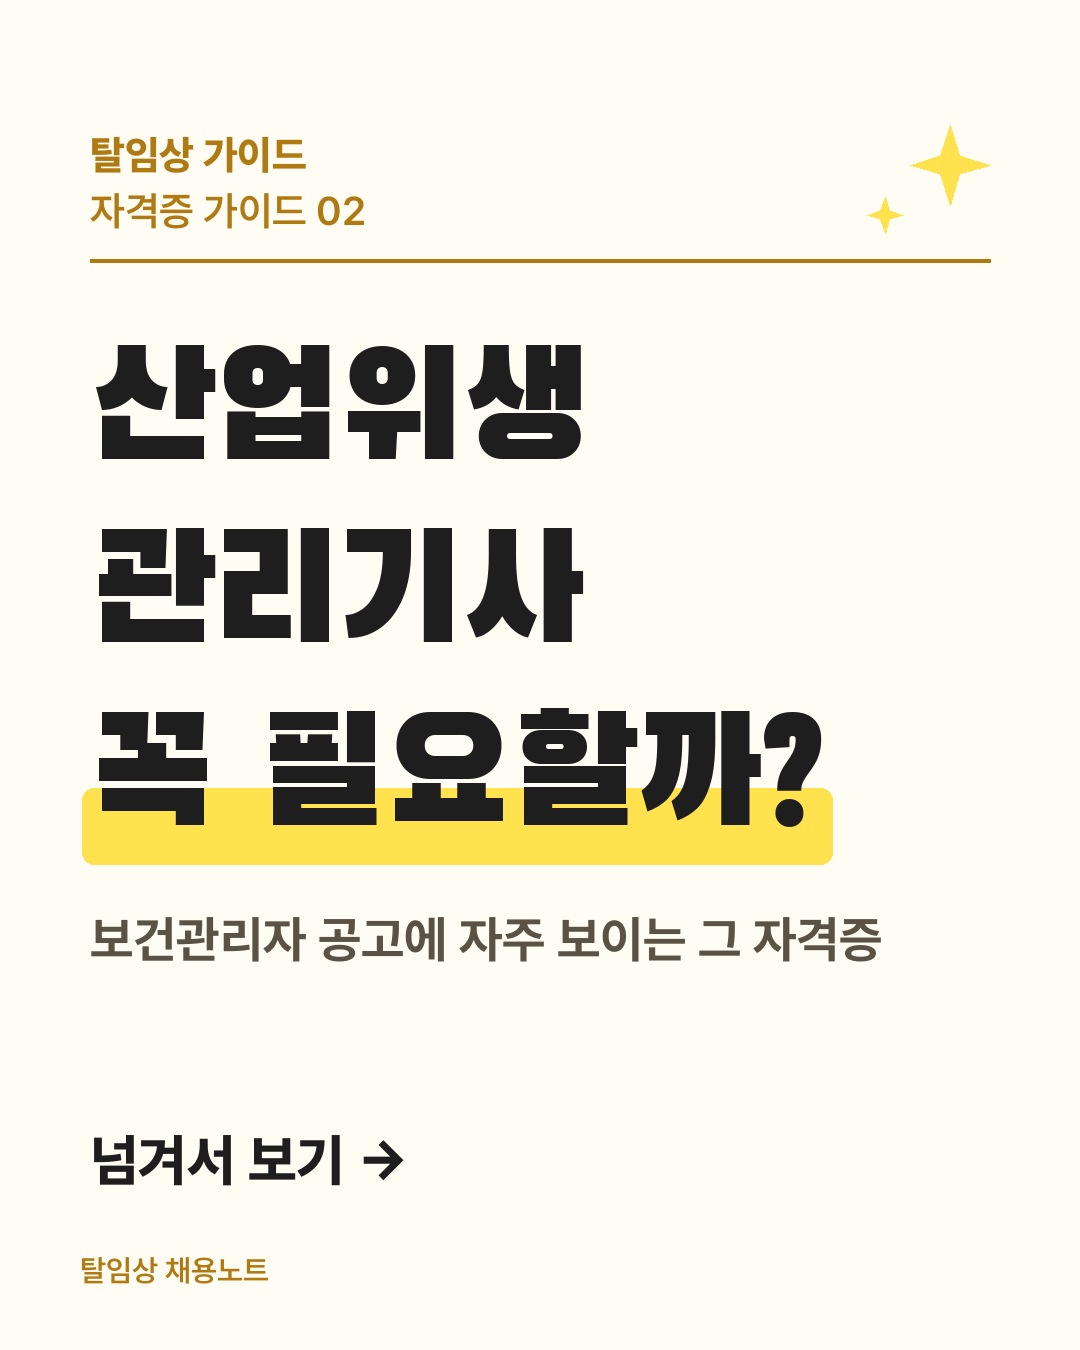 탈임상 가이드
자격증 가이드 02
산업위생
관리기사
꼭 필요할까?
보건관리자 공고에 자주 보이는 그 자격증
넘겨서 보기 →
탈임상 채용노트